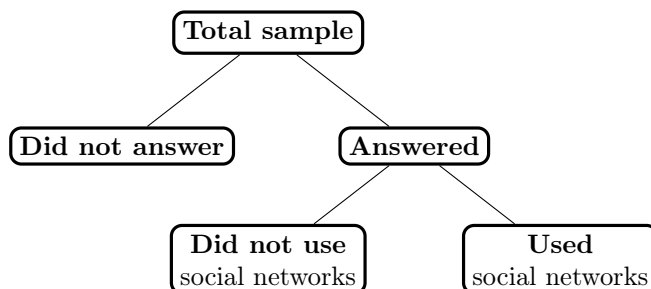 Total sample
Did not answer
Answered
Did not use
social networks
Used
social networks